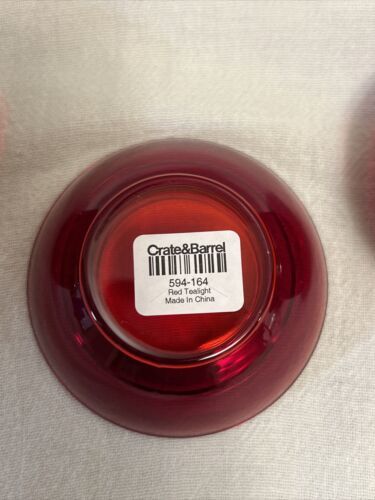 Crate&Barrel
594-164
Red Tealight
Made In China